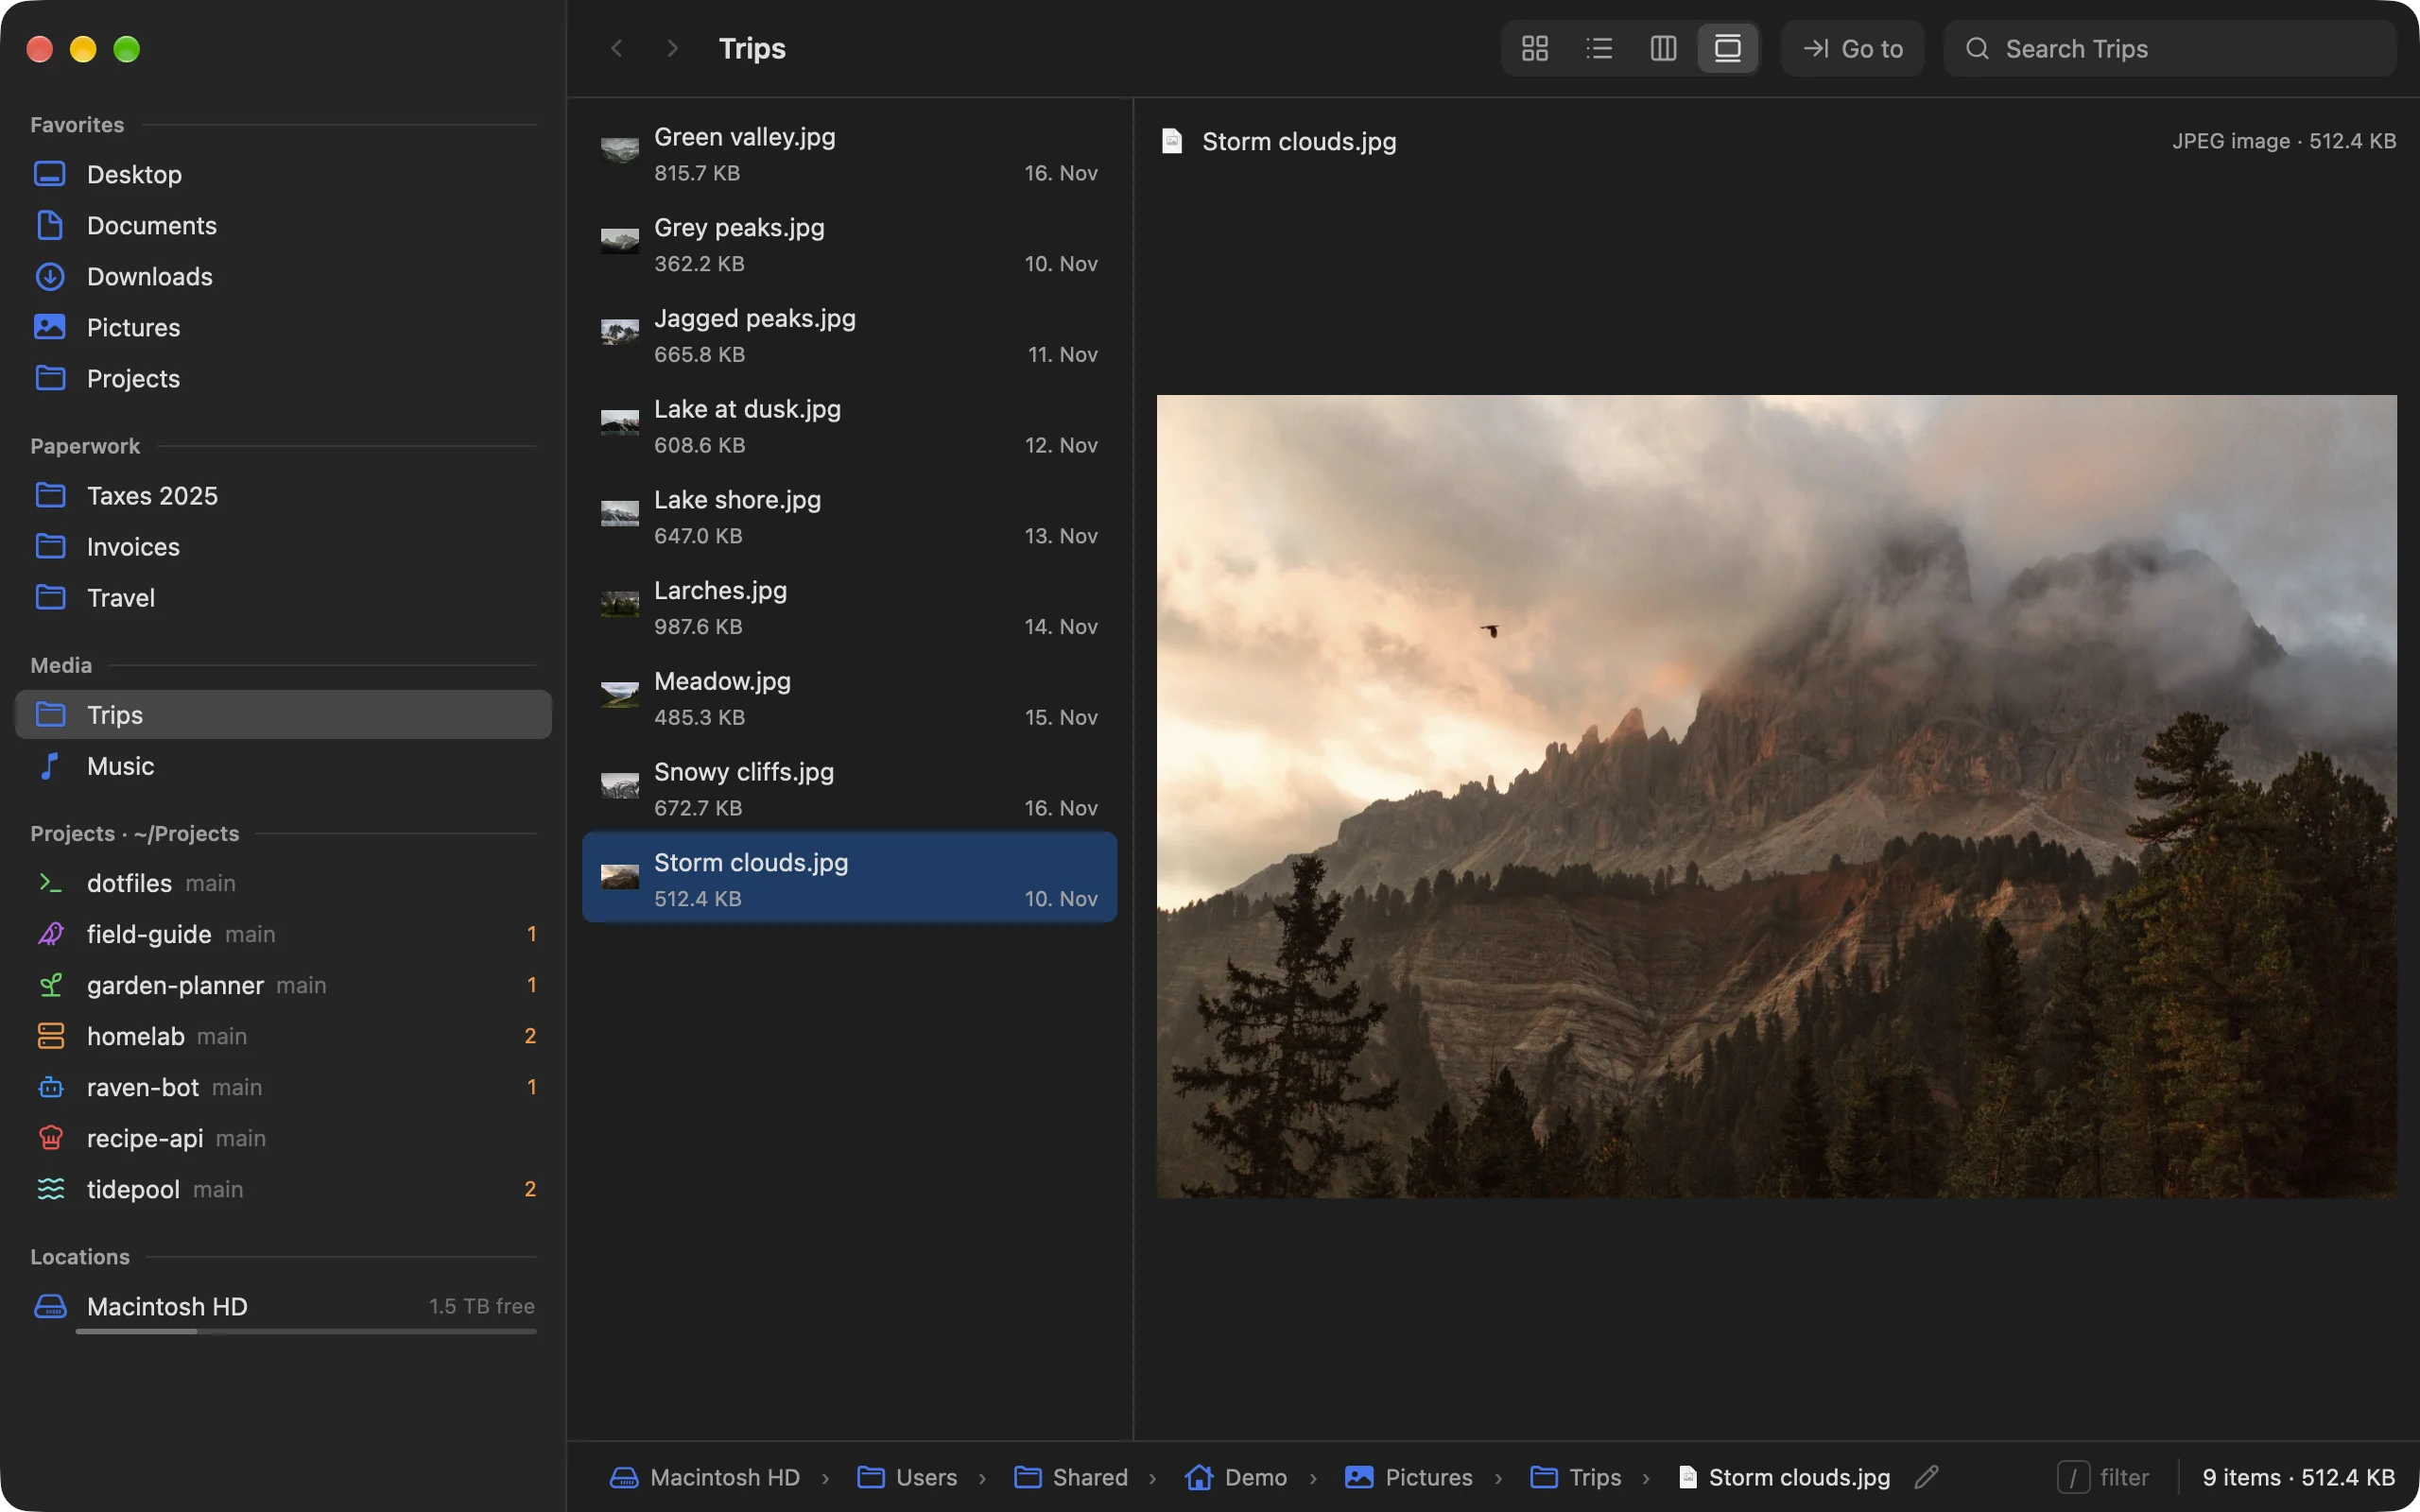 Trips
Go to
Search Trips
Favorites
Desktop
Documents
Downloads
Pictures
Projects
Paperwork
Taxes 2025
Invoices
Travel
Media
Trips
Music
Projects · ~/Projects
dotfiles main
field-guide main 1
garden-planner main 1
homelab main 2
raven-bot main 1
recipe-api main
tidepool main 2
Locations
Macintosh HD 1.5 TB free
Green valley.jpg
815.7 KB 16. Nov
Grey peaks.jpg
362.2 KB 10. Nov
Jagged peaks.jpg
665.8 KB 11. Nov
Lake at dusk.jpg
608.6 KB 12. Nov
Lake shore.jpg
647.0 KB 13. Nov
Larches.jpg
987.6 KB 14. Nov
Meadow.jpg
485.3 KB 15. Nov
Snowy cliffs.jpg
672.7 KB 16. Nov
Storm clouds.jpg
512.4 KB 10. Nov
Storm clouds.jpg JPEG image · 512.4 KB
Macintosh HD › Users › Shared › Demo › Pictures › Trips › Storm clouds.jpg / filter 9 items · 512.4 KB